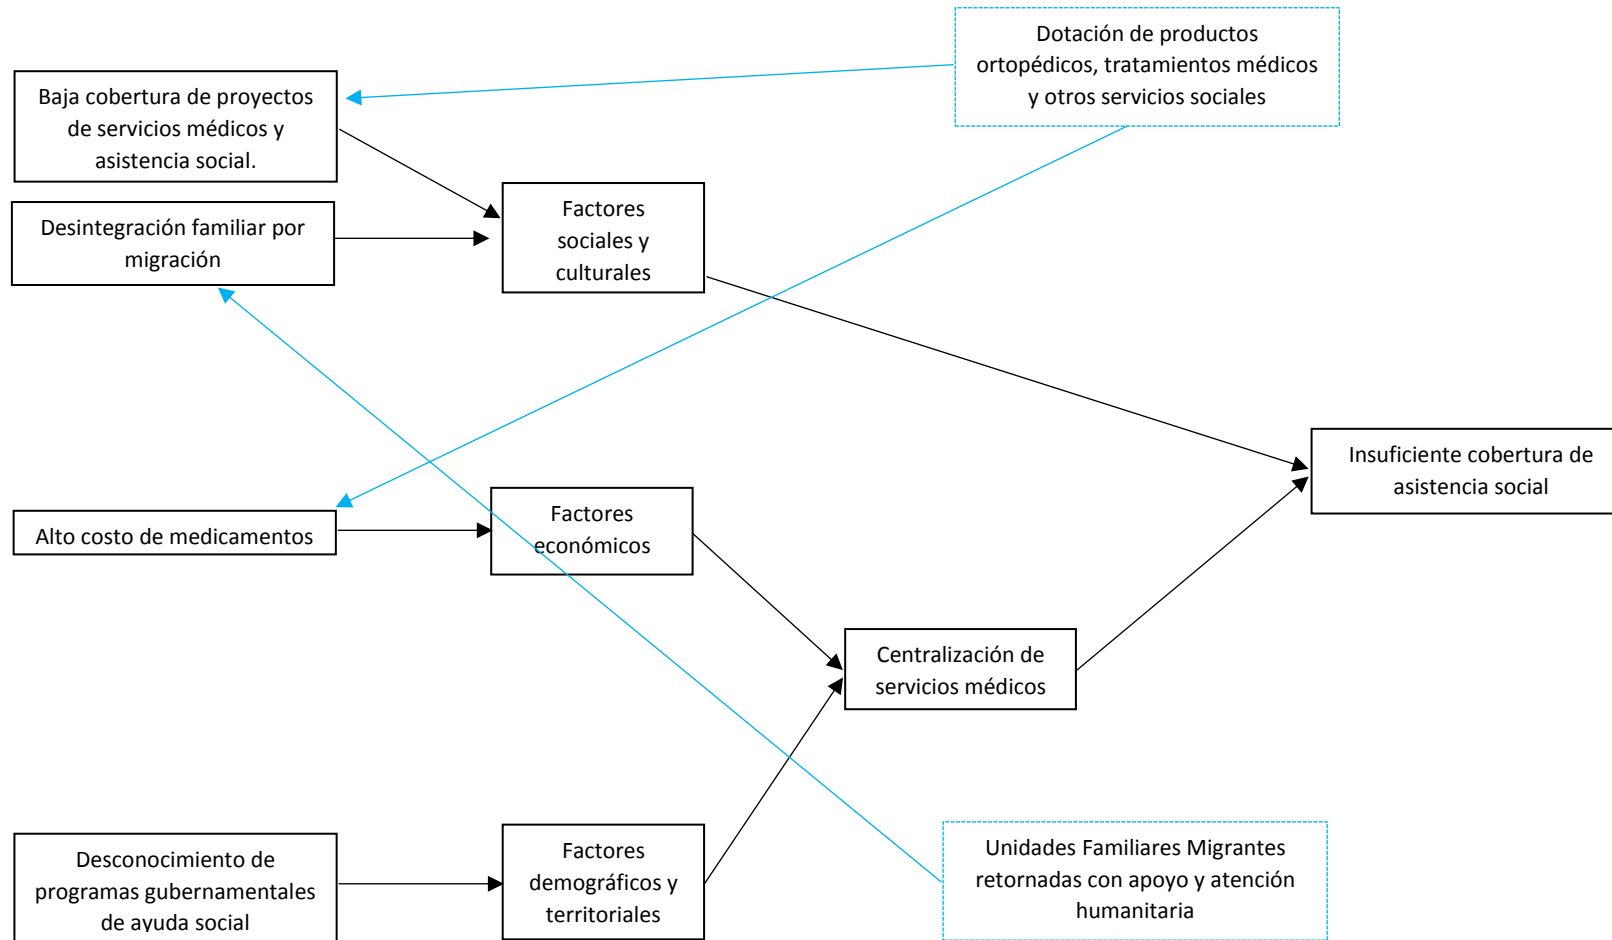 Dotación de productos
ortopédicos, tratamientos médicos
y otros servicios sociales
Baja cobertura de proyectos
de servicios médicos y
asistencia social.
Desintegración familiar por
migración
Factores
sociales y
culturales
Insuficiente cobertura de
asistencia social
Alto costo de medicamentos
Factores
económicos
Centralización de
servicios médicos
Desconocimiento de
programas gubernamentales
de ayuda social
Factores
demográficos y
territoriales
Unidades Familiares Migrantes
retornadas con apoyo y atención
humanitaria